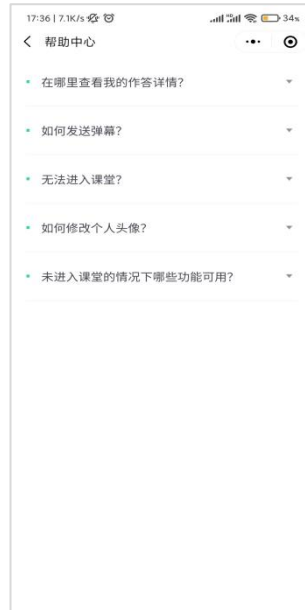 17:36 | 7.1K/s
34%
帮助中心
在哪里查看我的作答详情？
如何发送弹幕？
无法进入课堂？
如何修改个人头像？
未进入课堂的情况下哪些功能可用？